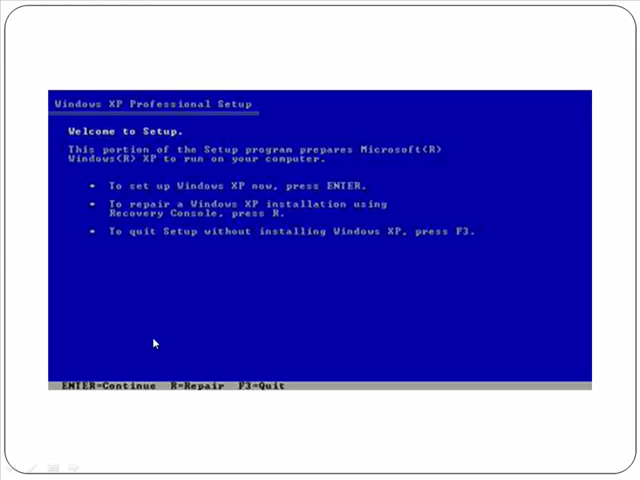 Windows XP Professional Setup
Welcome to Setup.
This portion of the Setup program prepares Microsoft(R)
Windows(R) XP to run on your computer.
• To set up Windows XP now, press ENTER.
• To repair a Windows XP installation using
Recovery Console, press R.
• To quit Setup without installing Windows XP, press F3.
ENTER=Continue R=Repair F3=Quit